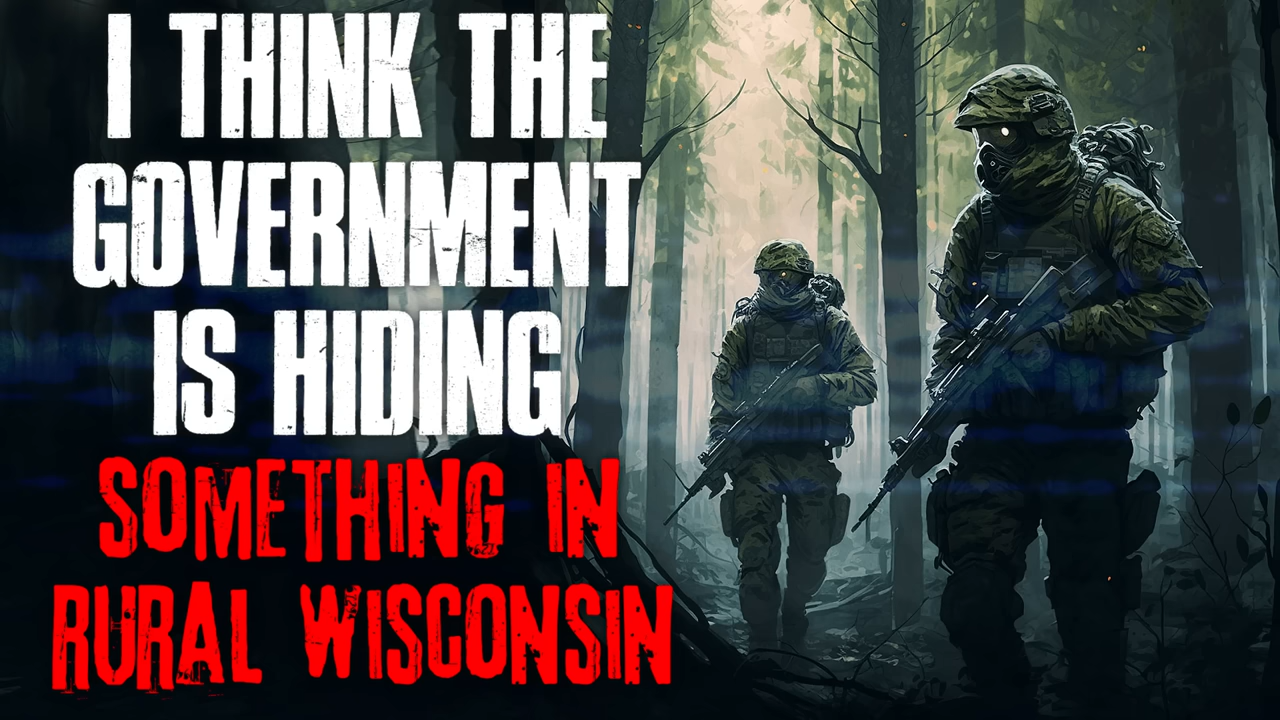 I THINK THE
GOVERNMENT
IS HIDING
SOMETHING IN
RURAL WISCONSIN